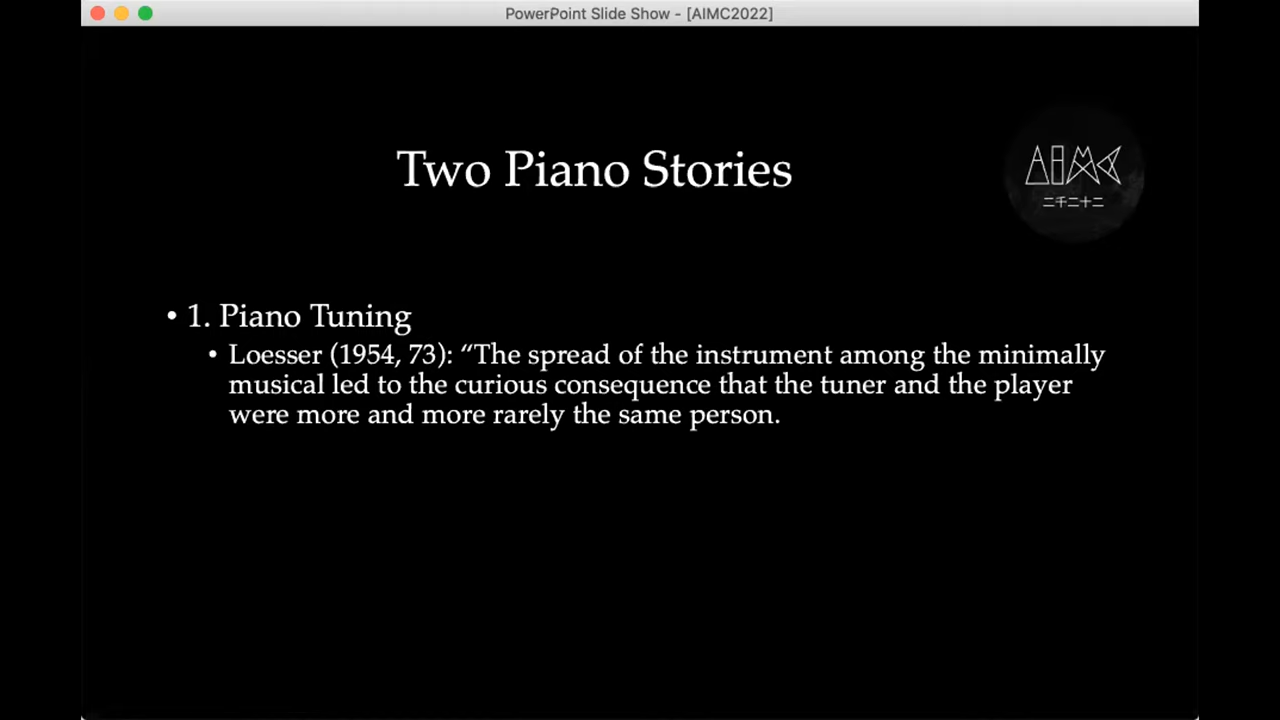 PowerPoint Slide Show - [AIMC2022]
Two Piano Stories
AIMC
二千二十二
• 1. Piano Tuning
• Loesser (1954, 73): “The spread of the instrument among the minimally
musical led to the curious consequence that the tuner and the player
were more and more rarely the same person.